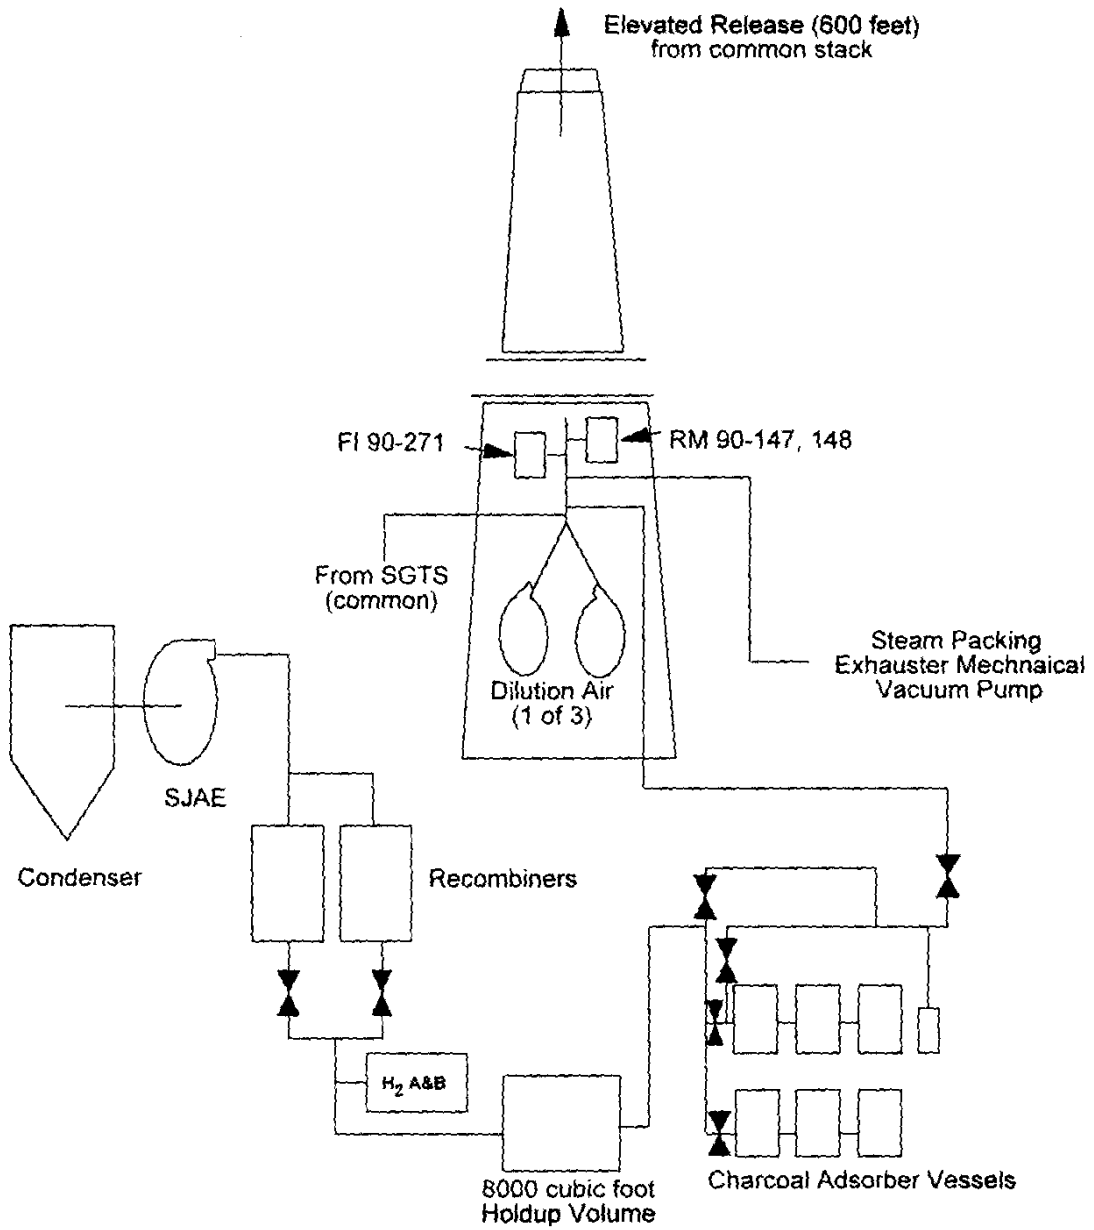 Elevated Release (600 feet)
from common stack
FI 90-271
RM 90-147, 148
From SGTS
(common)
Dilution Air
(1 of 3)
Steam Packing
Exhauster Mechnaical
Vacuum Pump
SJAE
Condenser
Recombiners
H2 A&B
8000 cubic foot
Holdup Volume
Charcoal Adsorber Vessels